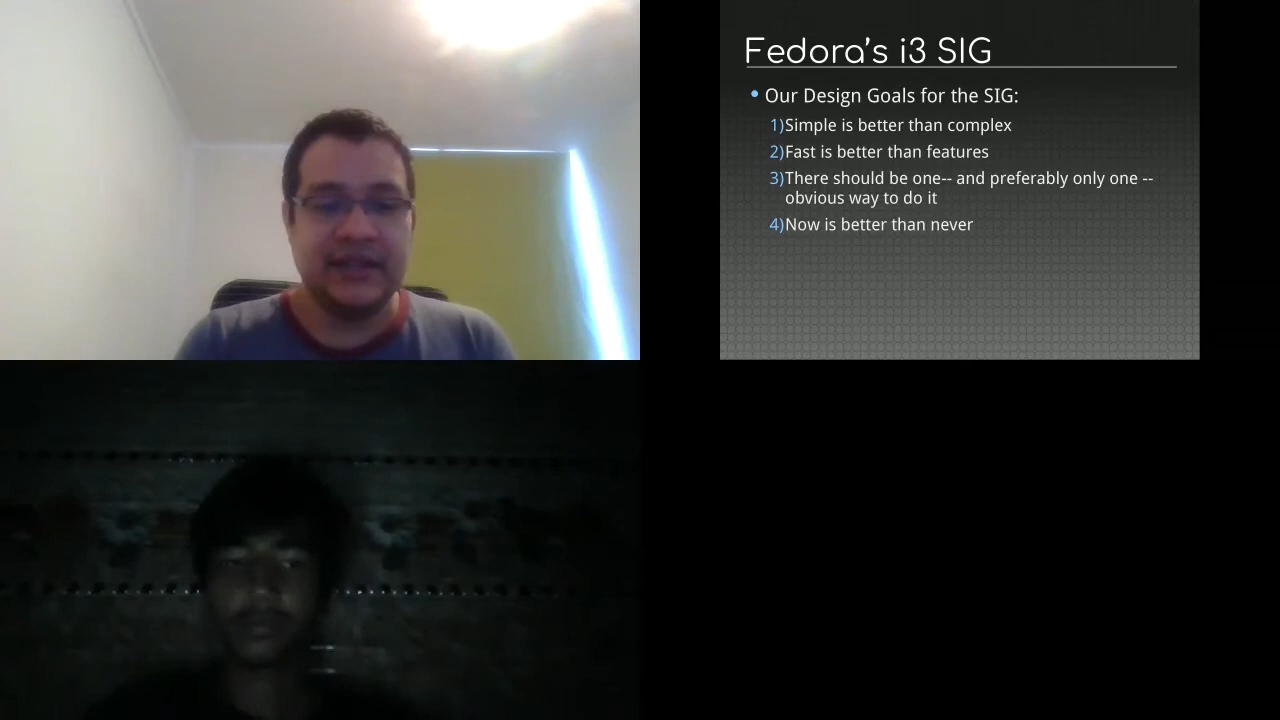 Fedora's i3 SIG
• Our Design Goals for the SIG:
1)Simple is better than complex
2)Fast is better than features
3)There should be one-- and preferably only one --
obvious way to do it
4)Now is better than never